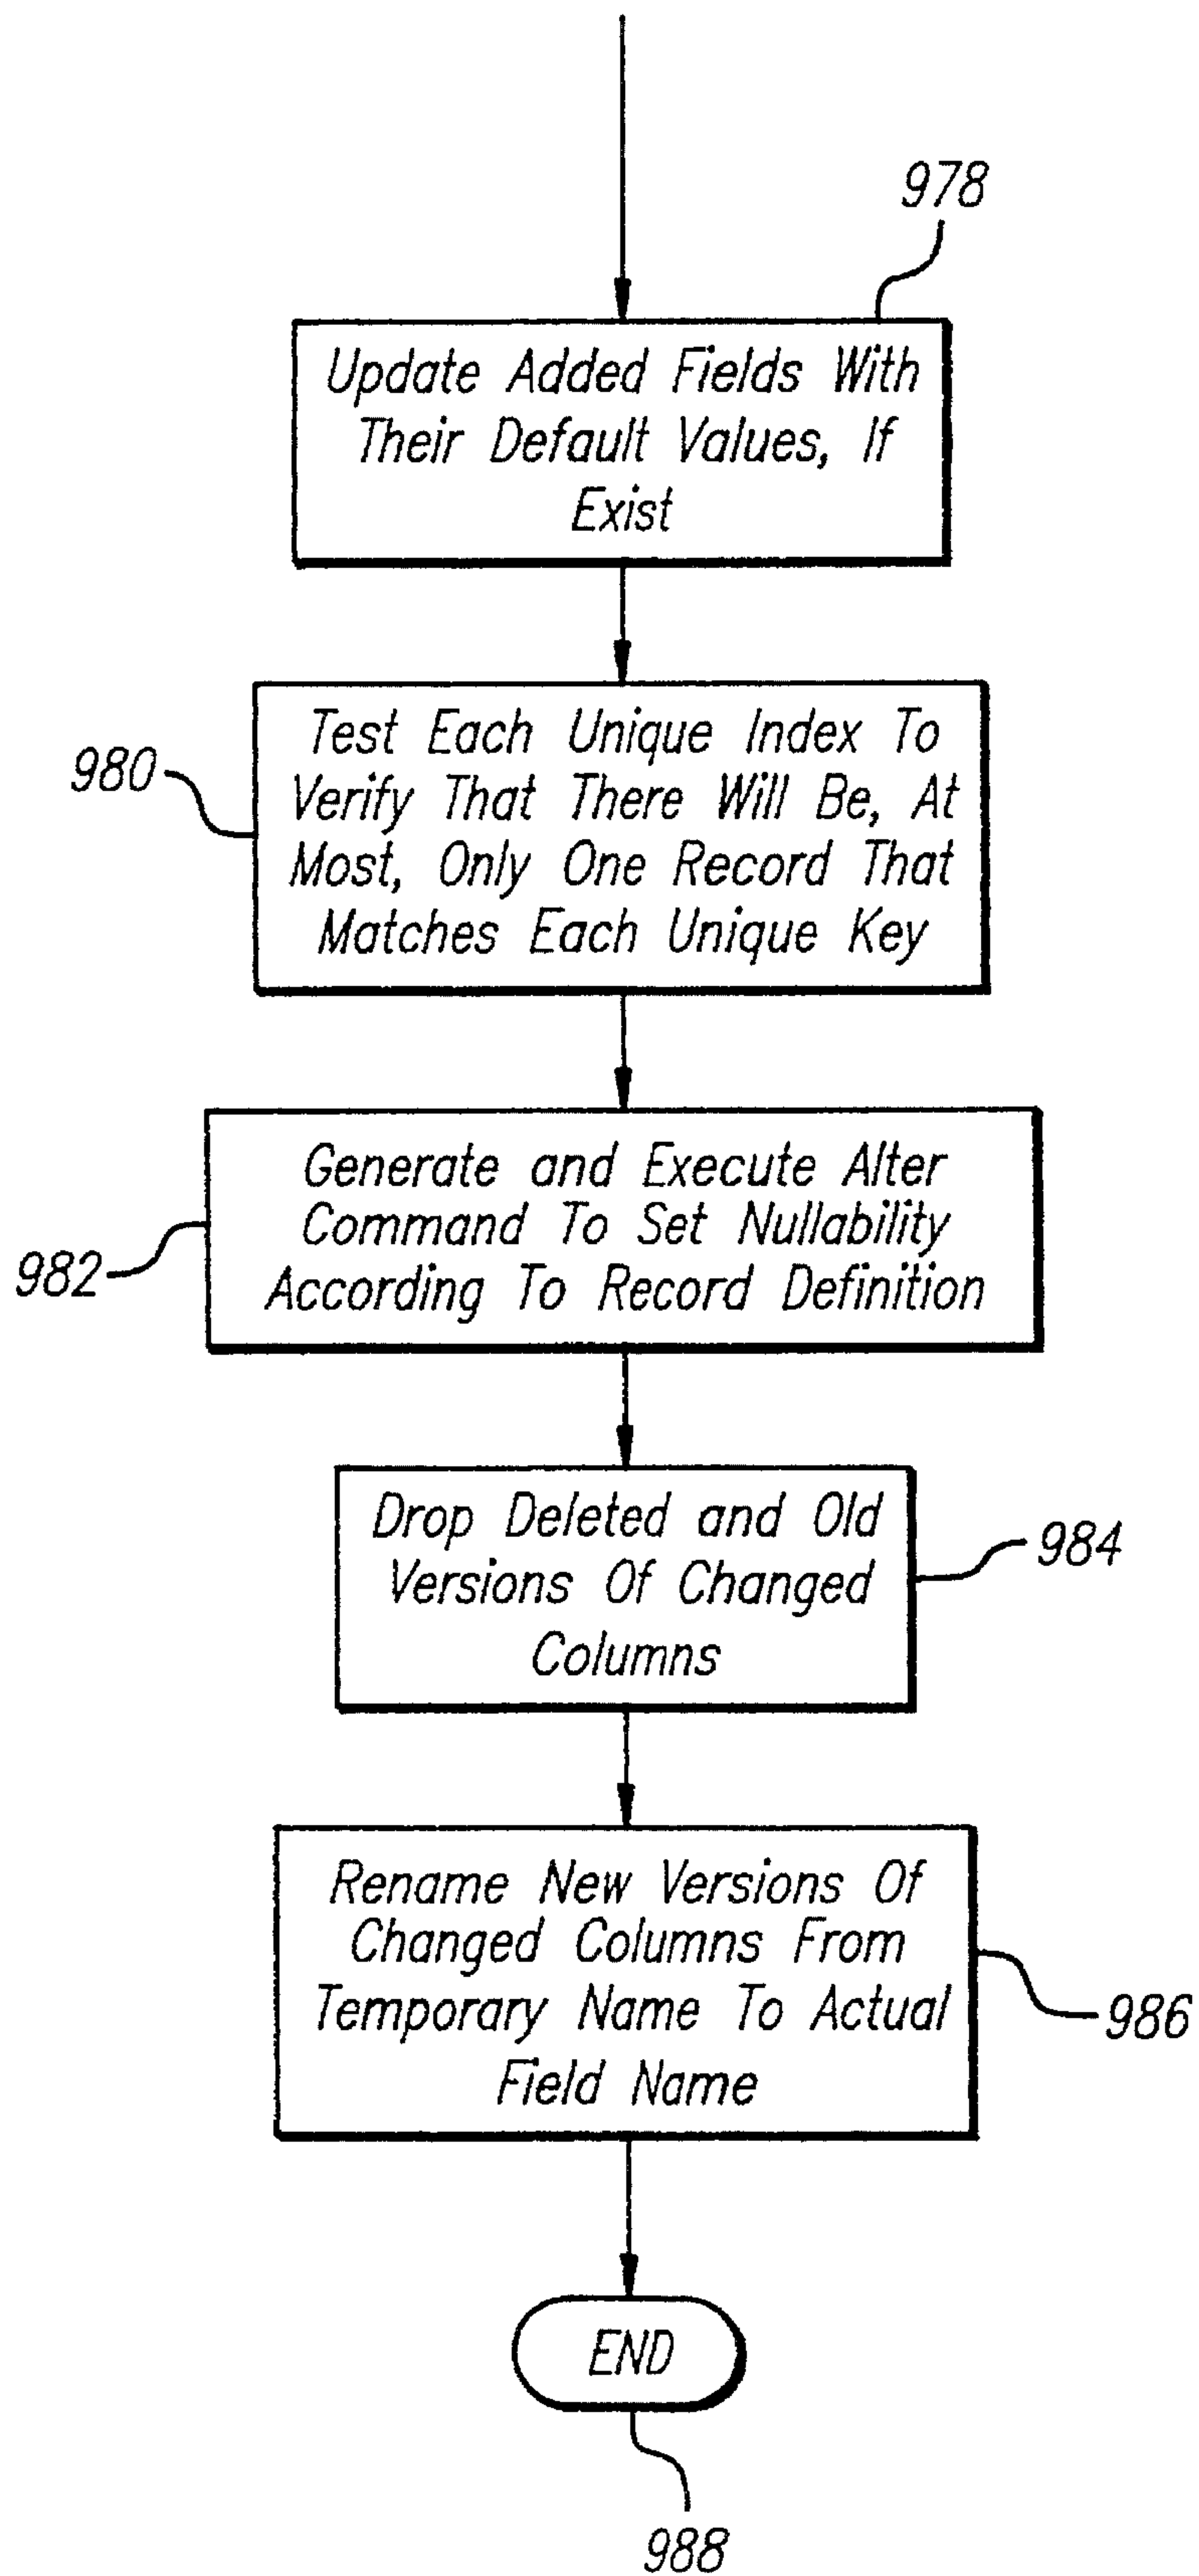 978
Update Added Fields With
Their Default Values, If
Exist
980
Test Each Unique Index To
Verify That There Will Be, At
Most, Only One Record That
Matches Each Unique Key
982
Generate and Execute Alter
Command To Set Nullability
According To Record Definition
984
Drop Deleted and Old
Versions Of Changed
Columns
986
Rename New Versions Of
Changed Columns From
Temporary Name To Actual
Field Name
END
988